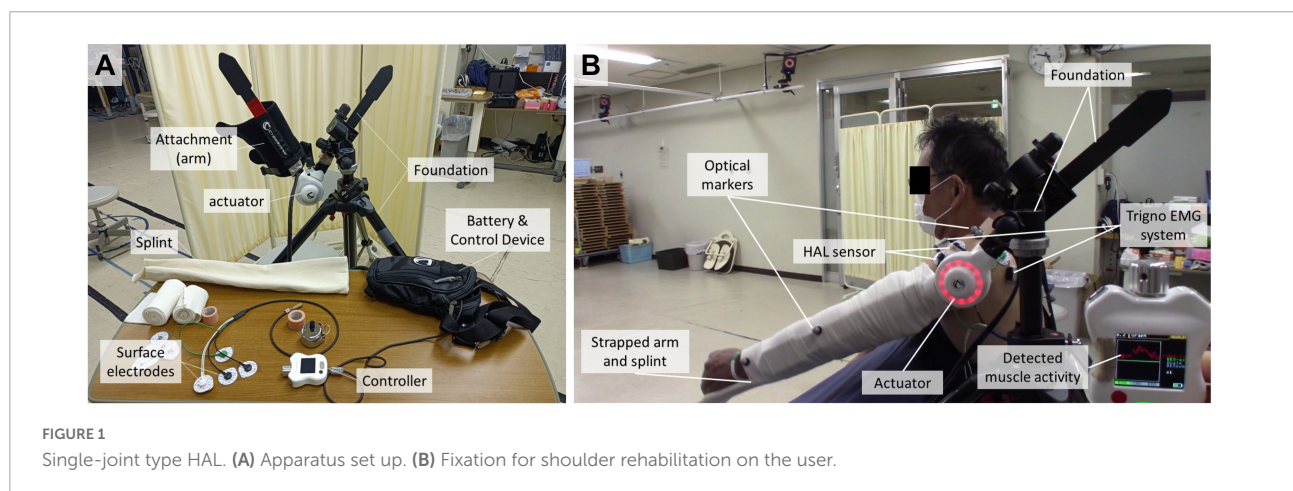 A
Attachment
(arm)
actuator
Foundation
Splint
Battery &
Control Device
Surface
electrodes
Controller
B
Foundation
Optical
markers
Trigno EMG
system
HAL sensor
Strapped arm
and splint
Actuator
Detected
muscle activity
FIGURE 1
Single-joint type HAL. (A) Apparatus set up. (B) Fixation for shoulder rehabilitation on the user.